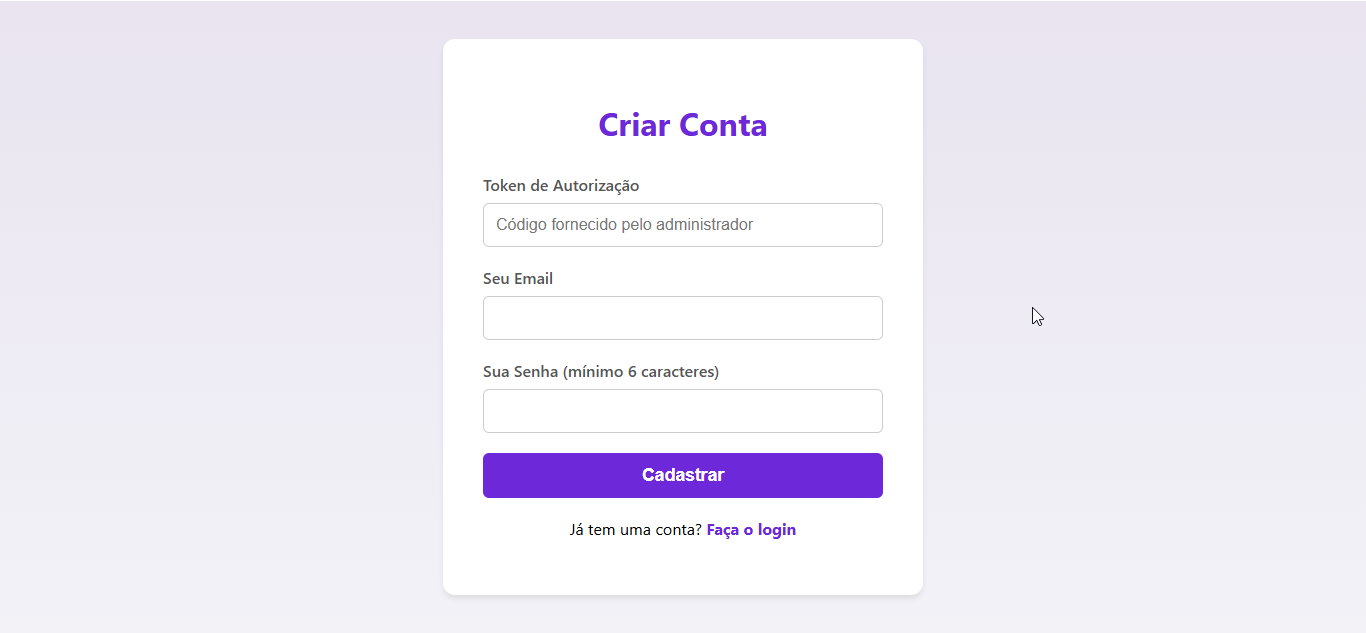 Criar Conta
Token de Autorização
Código fornecido pelo administrador
Seu Email
Sua Senha (mínimo 6 caracteres)
Cadastrar
Já tem uma conta? Faça o login